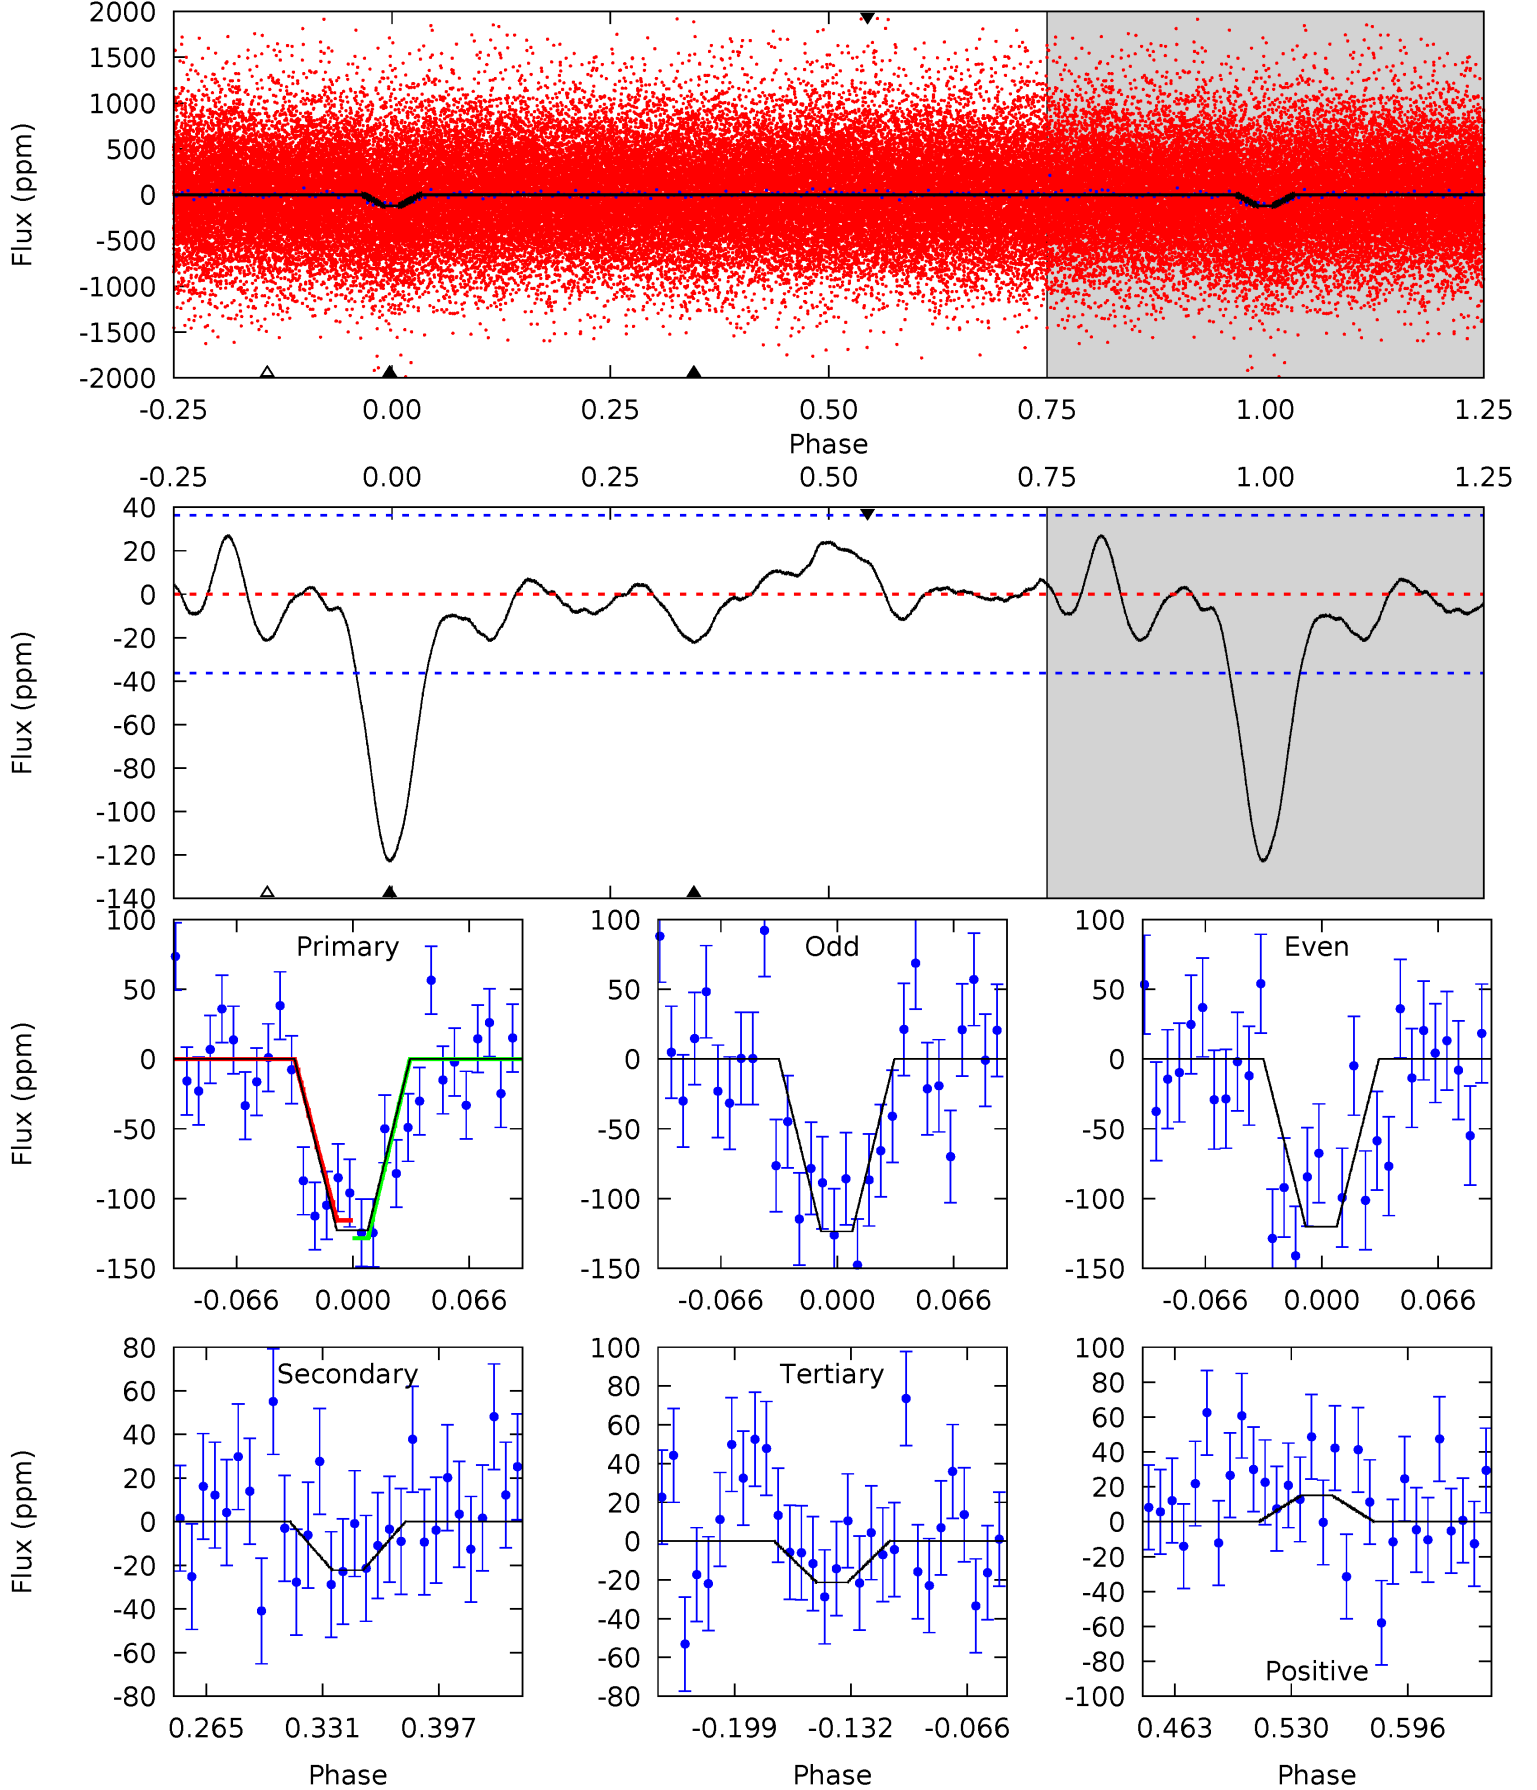 2000
1500
1000
500
0
-500
-1000
-1500
-2000
Flux (ppm)
-0.25 0.00 0.25 0.50 0.75 1.00 1.25
Phase
-0.25 0.00 0.25 0.50 0.75 1.00 1.25
40
20
0
-20
-40
-60
-80
-100
-120
-140
Flux (ppm)
Primary Odd Even
100 100 100
50 50 50
0 0 0
-50 -50 -50
-100 -100 -100
-150 -150 -150
Flux (ppm)
-0.066 0.000 0.066 -0.066 0.000 0.066 -0.066 0.000 0.066
Secondary Tertiary Positive
80 100 100
60 80 80
40 60 60
20 40 40
0 20 20
-20 0 0
-40 -20 -20
-60 -40 -40
-80 -60 -60
-80 -80
-100
Flux (ppm)
0.265 0.331 0.397 -0.199 -0.132 -0.066 0.463 0.530 0.596
Phase Phase Phase